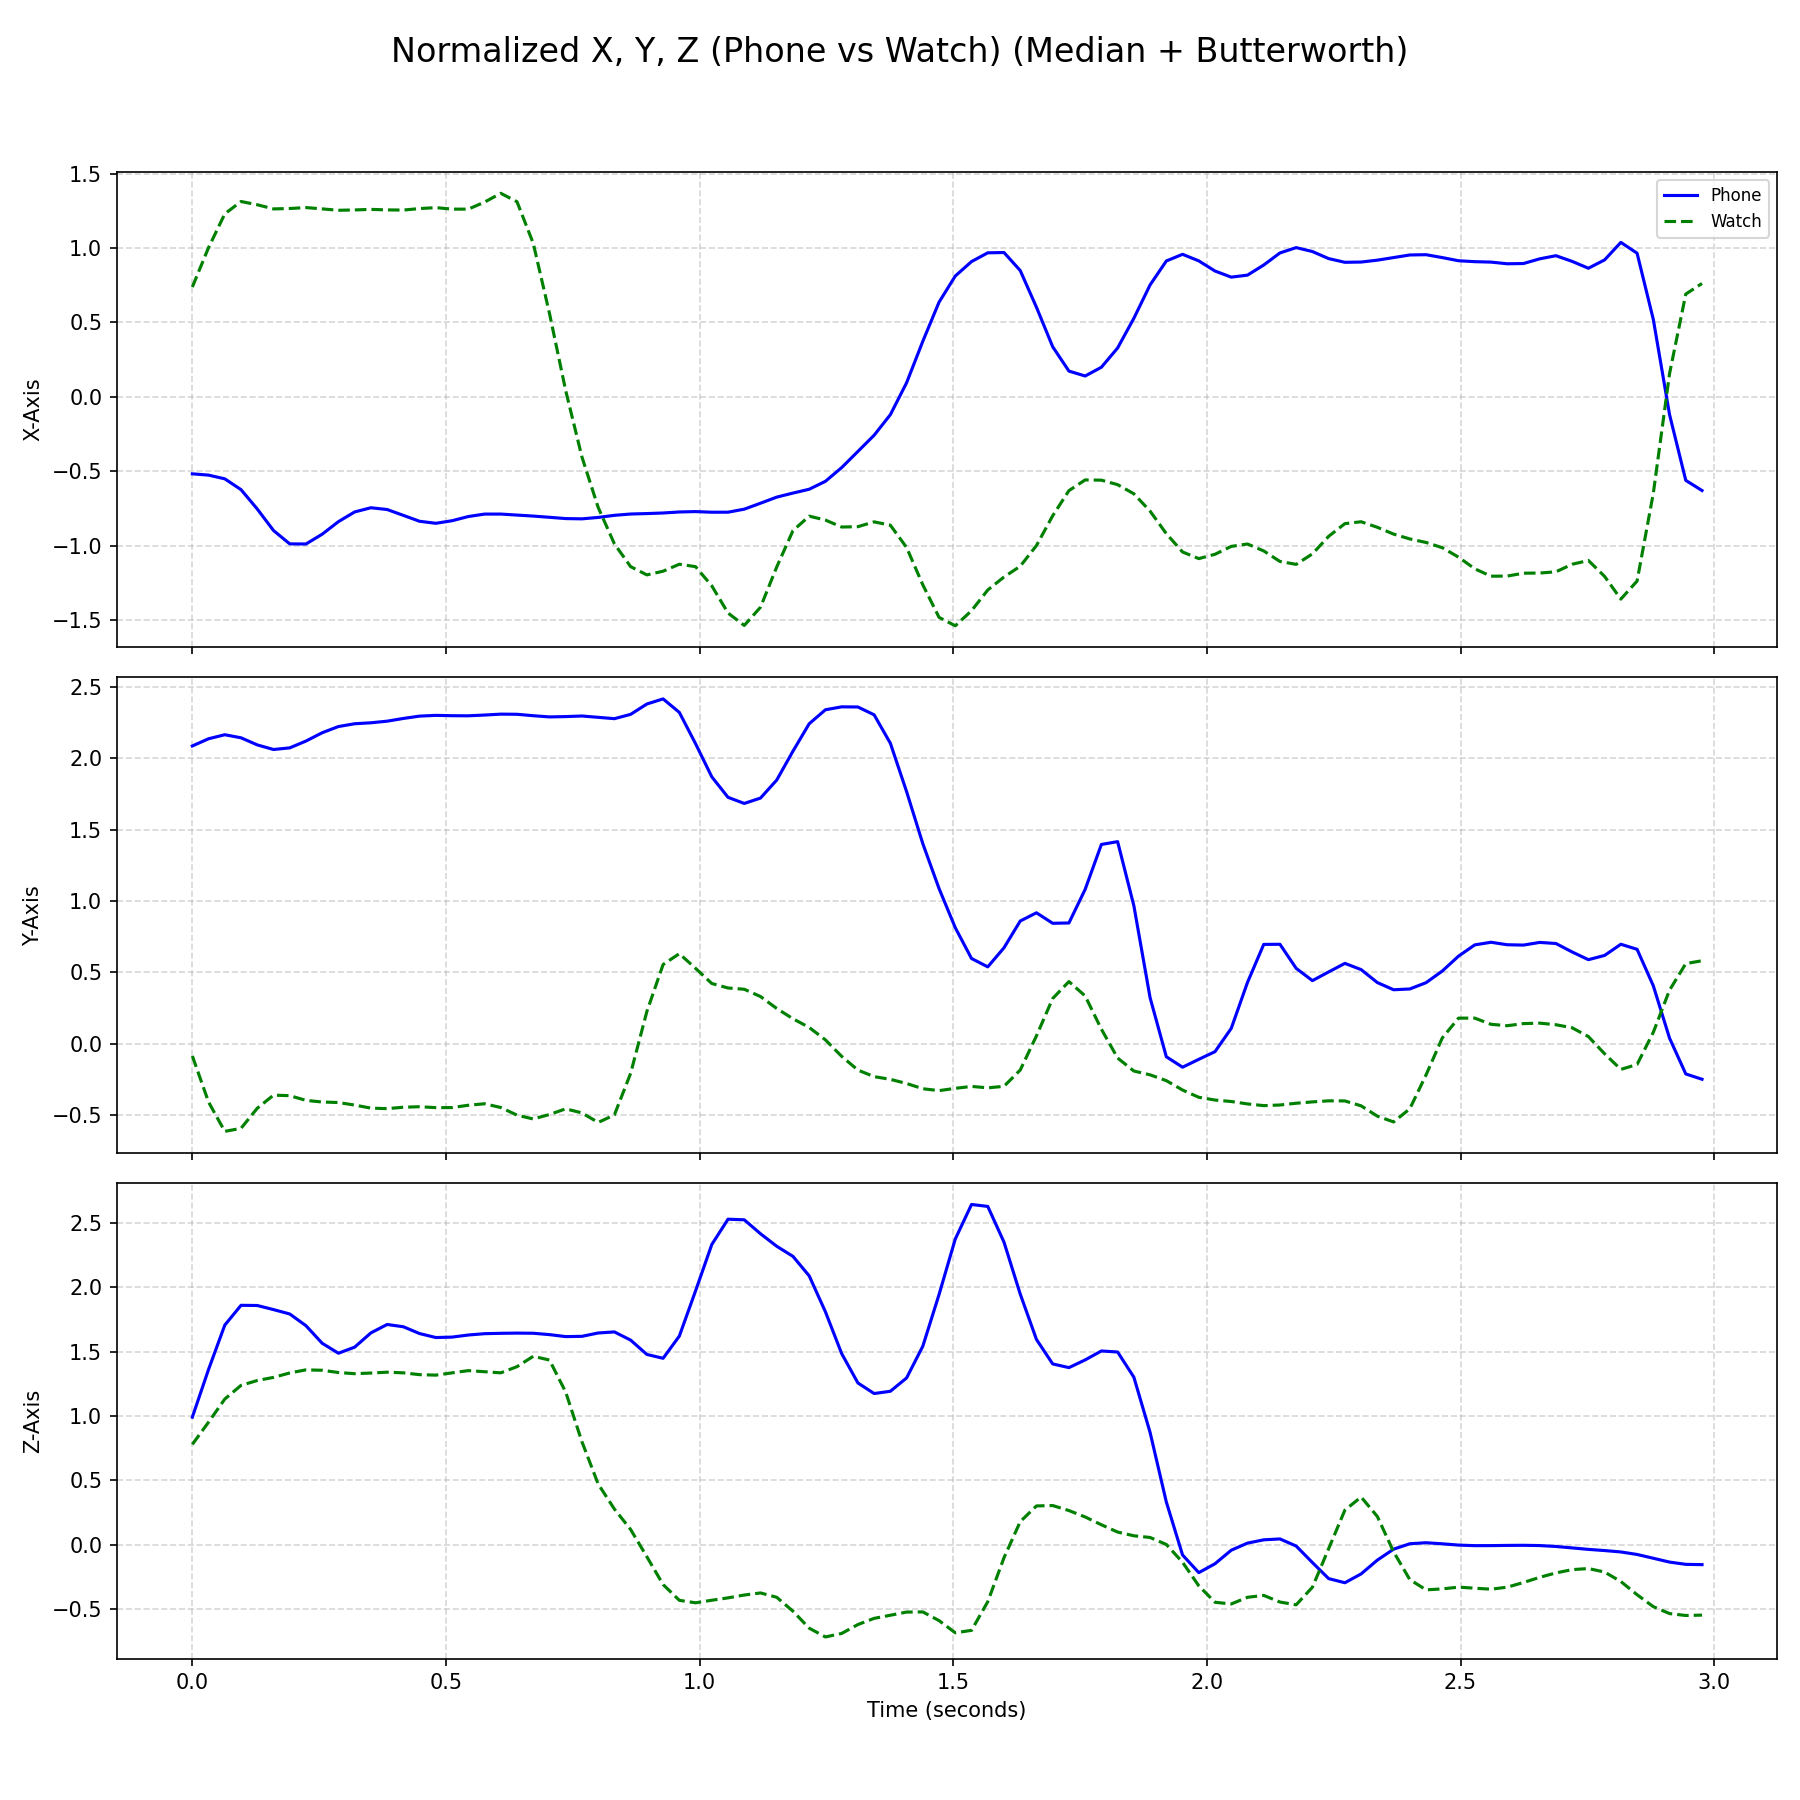 Normalized X, Y, Z (Phone vs Watch) (Median + Butterworth)
Phone
Watch
X-Axis
1.5
1.0
0.5
0.0
−0.5
−1.0
−1.5
Y-Axis
2.5
2.0
1.5
1.0
0.5
0.0
−0.5
Z-Axis
2.5
2.0
1.5
1.0
0.5
0.0
−0.5
0.0 0.5 1.0 1.5 2.0 2.5 3.0
Time (seconds)